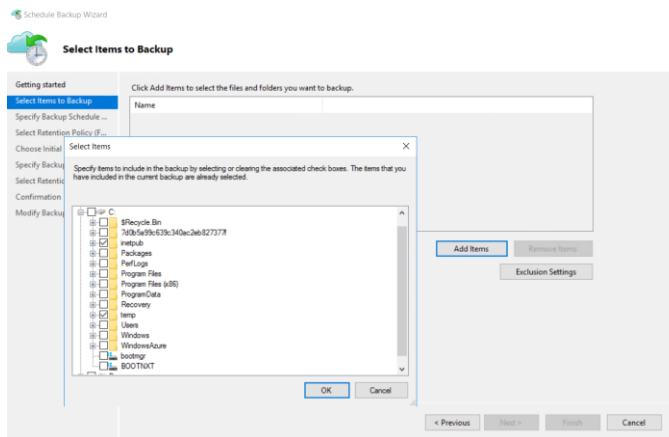 Schedule Backup Wizard
Select Items to Backup
Getting started
Select Items to Backup
Specify Backup Schedule ...
Select Retention Policy (F...
Choose Initial
Specify Backup
Select Retentic
Confirmation
Modify Backup
Click Add Items to select the files and folders you want to backup.
Name
Select Items
Specify items to include in the backup by selecting or clearing the associated check boxes. The items that you
have included in the current backup are already selected.
C:
$Recycle.Bin
7d0b5a99c639c340ac2eb827377f
inetpub
Packages
PerfLogs
Program Files
Program Files (x86)
ProgramData
Recovery
temp
Users
Windows
WindowsAzure
bootmgr
BOOTNXT
OK
Cancel
Add Items
Remove Items
Exclusion Settings
< Previous
Next >
Finish
Cancel